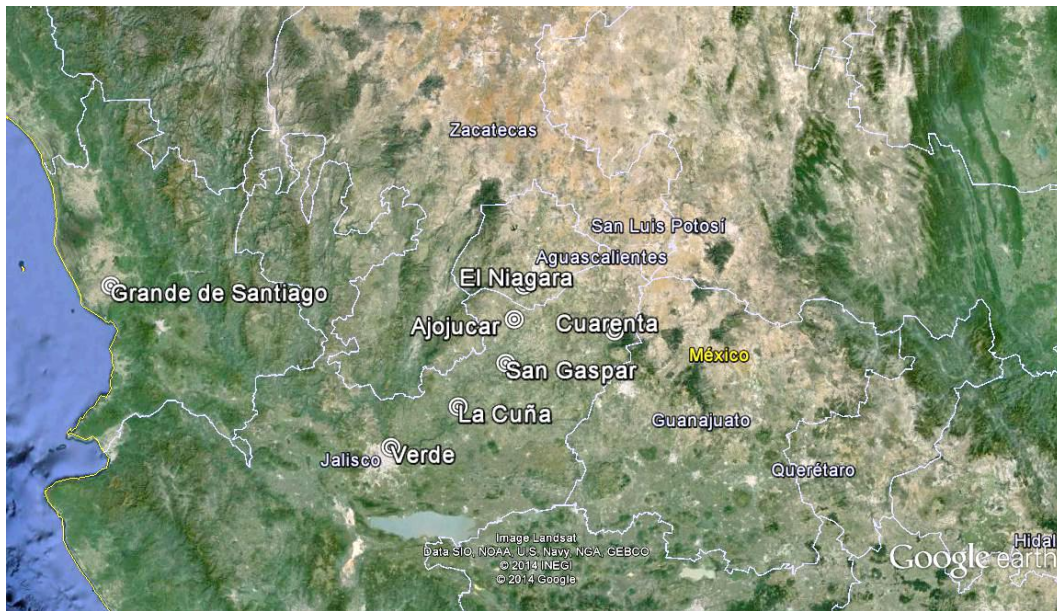 Zacatecas
San Luis Potosí
Aguascalientes
El Niagara
Grande de Santiago
Ajojucar
Cuarenta
México
San Gaspar
La Cuña
Guanajuato
Verde
Jalisco
Querétaro
Image Landsat
Data SIO, NOAA, U.S. Navy, NGA, GEBCO
© 2014 INEGI
© 2014 Google
Hidal
Google earth